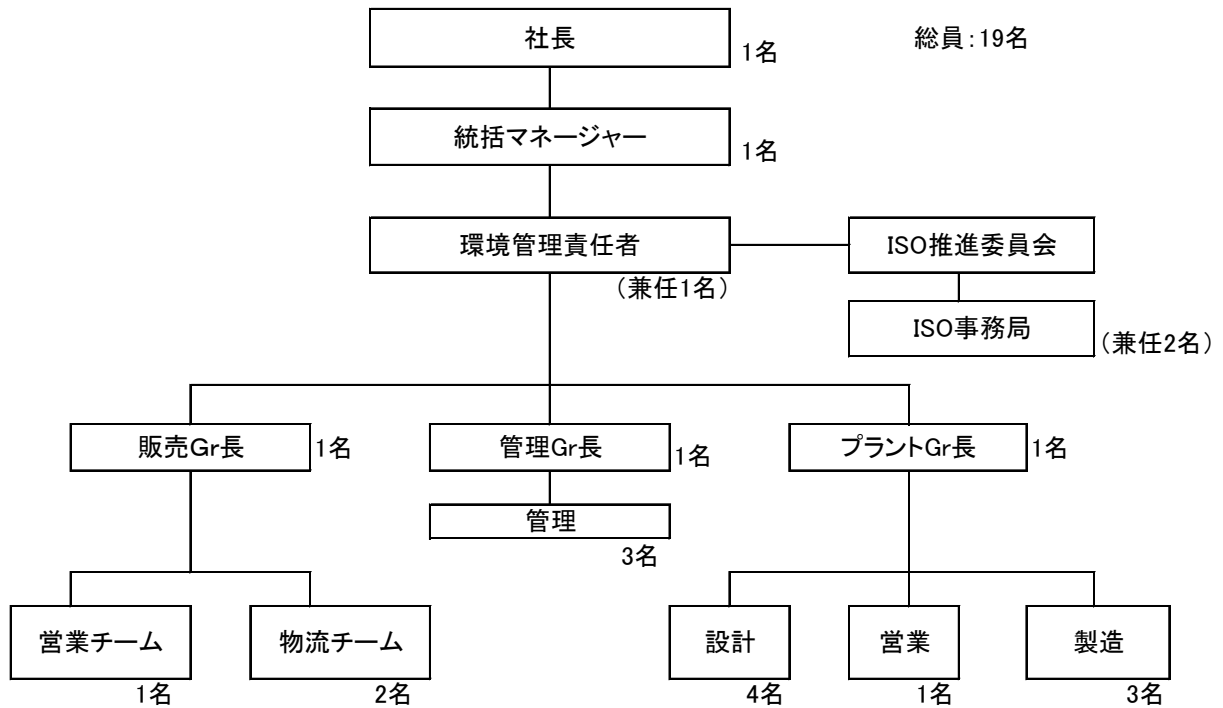 社長
1名
総員:19名
統括マネージャー
1名
環境管理責任者
(兼任1名)
ISO推進委員会
ISO事務局
(兼任2名)
販売Gr長
1名
管理Gr長
1名
プラントGr長
1名
管理
3名
営業チーム
1名
物流チーム
2名
設計
4名
営業
1名
製造
3名